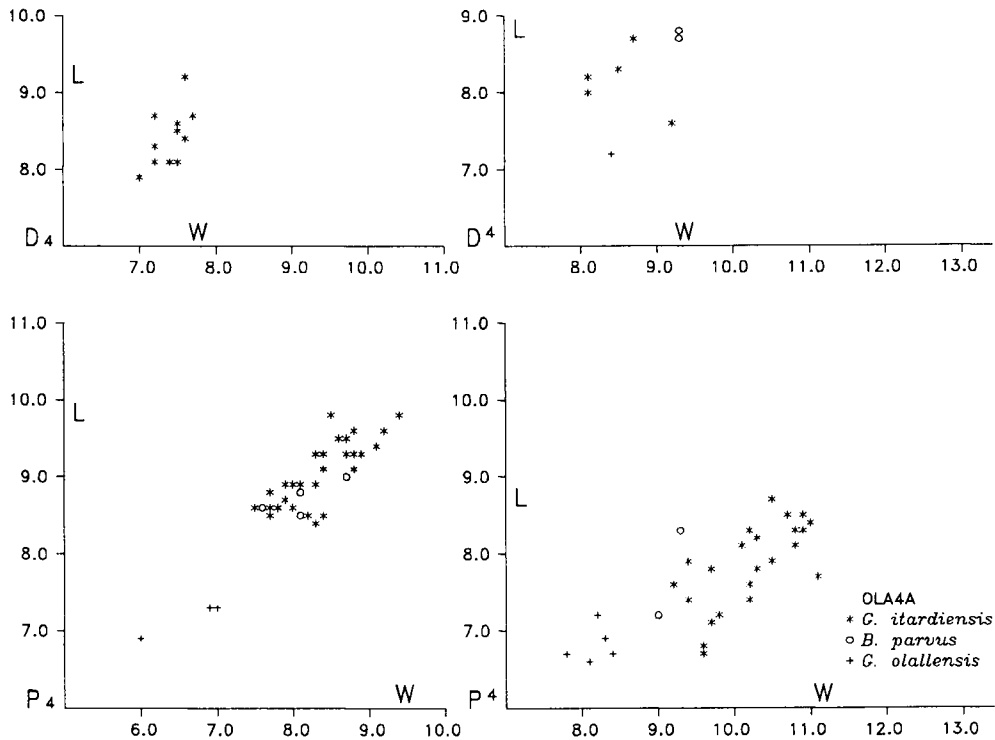 10.0
L
9.0
8.0
D4
W
7.0 8.0 9.0 10.0 11.0
9.0
L
8.0
7.0
D4
W
8.0 9.0 10.0 11.0 12.0 13.0
11.0
10.0
L
9.0
8.0
7.0
P4
W
6.0 7.0 8.0 9.0 10.0
11.0
10.0
9.0
L
8.0
7.0
OLA4A
* G. itardiensis
o B. parvus
+ G. olallensis
P4
W
8.0 9.0 10.0 11.0 12.0 13.0